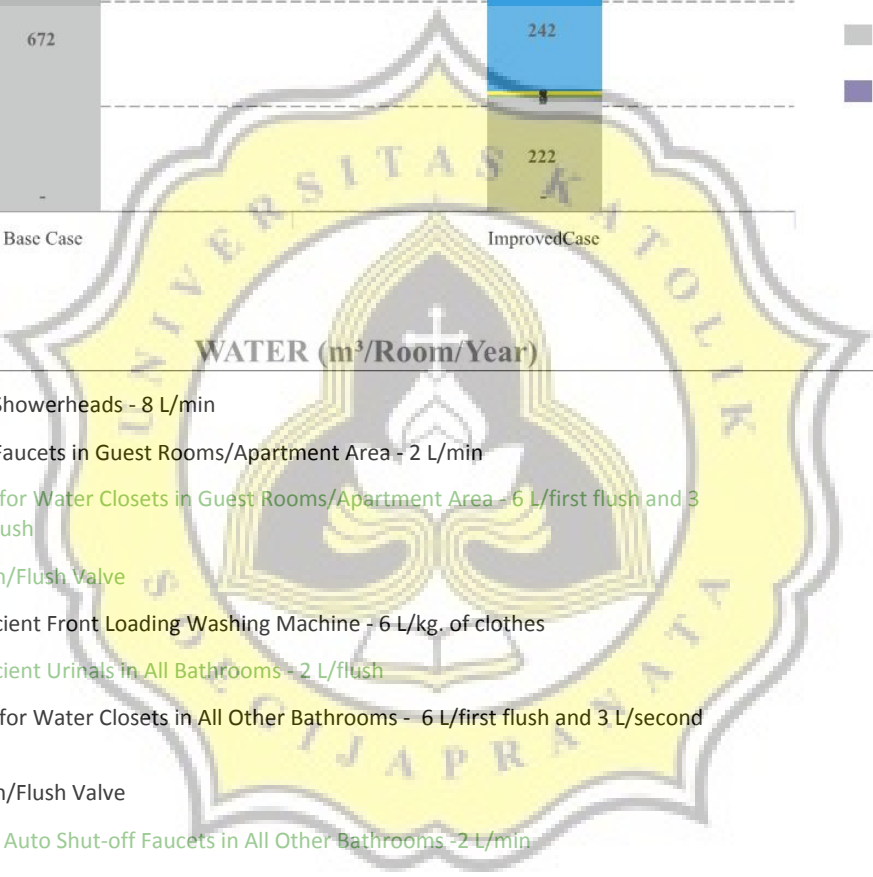 672
242
222
-
-
Base Case
ImprovedCase
WATER (m³/Room/Year)
Showerheads - 8 L/min
Faucets in Guest Rooms/Apartment Area - 2 L/min
for Water Closets in Guest Rooms/Apartment Area - 6 L/first flush and 3
ush
n/Flush Valve
cient Front Loading Washing Machine - 6 L/kg. of clothes
cient Urinals in All Bathrooms - 2 L/flush
for Water Closets in All Other Bathrooms - 6 L/first flush and 3 L/second
n/Flush Valve
Auto Shut-off Faucets in All Other Bathrooms -2 L/min
UNIVERSITAS KATOLIK
SOEGIJAPRANATA